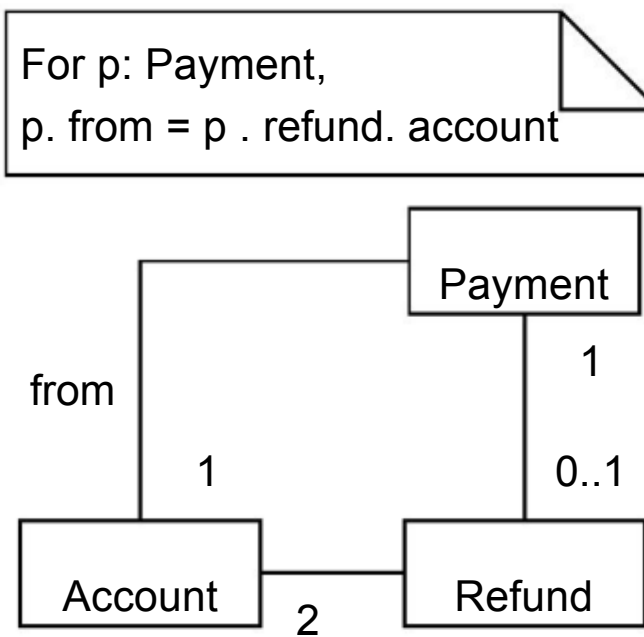 For p: Payment,
p. from = p . refund. account
Payment
1
from
1
0..1
Account
Refund
2